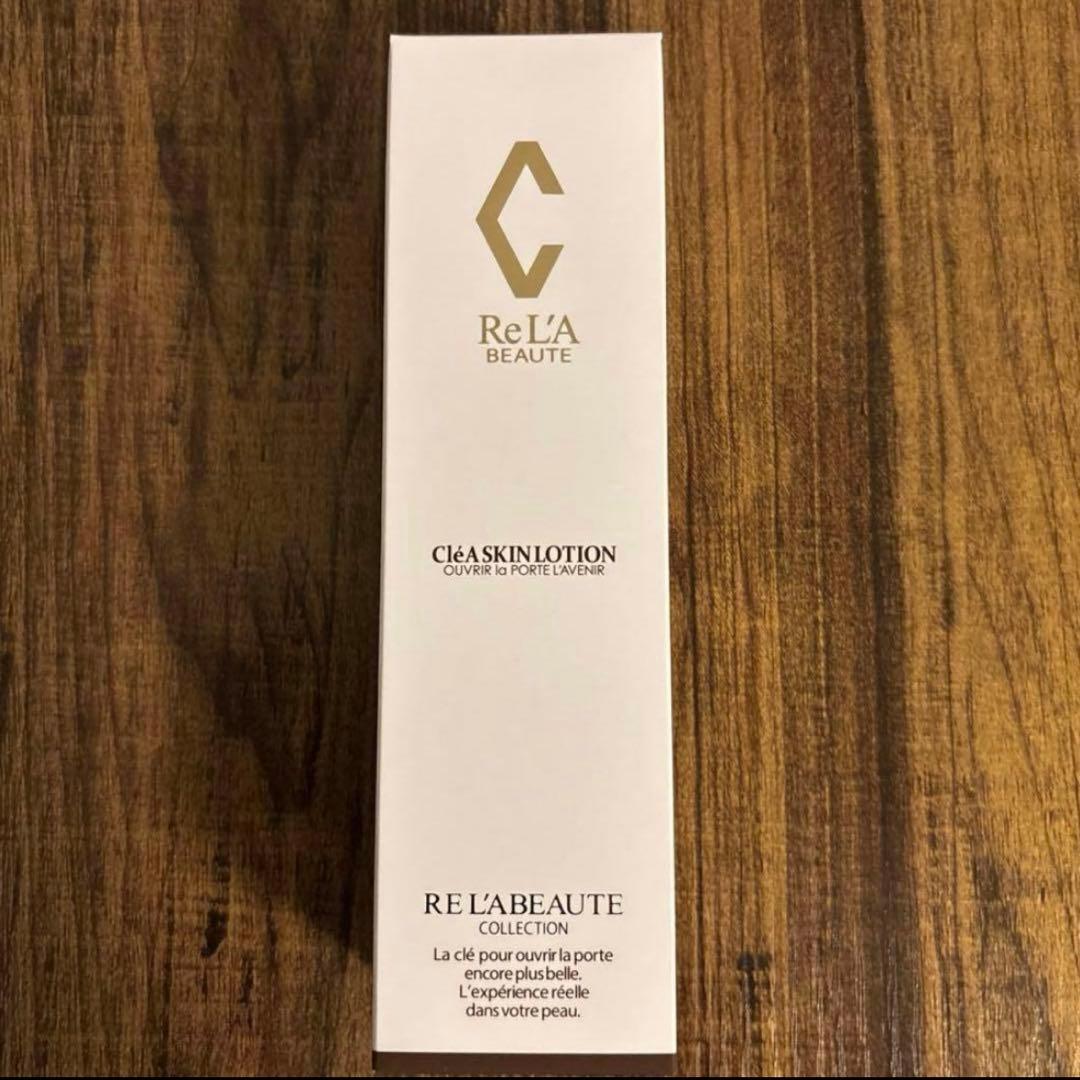 C
ReL'A
BEAUTE
CléA SKIN LOTION
OUVRIR la PORTE L'AVENIR
RE L'ABEAUTE
COLLECTION
La clé pour ouvrir la porte
encore plus belle.
L'expérience réelle
dans votre peau.